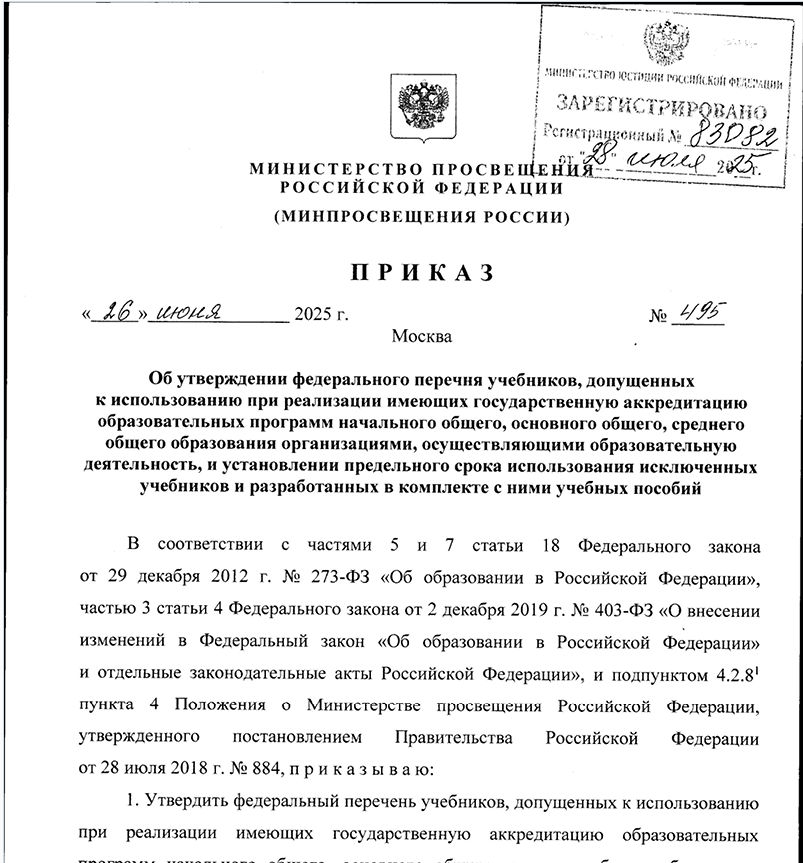 МИНИСТЕРСТВО ЮСТИЦИИ РОССИЙСКОЙ ФЕДЕРАЦИИ
ЗАРЕГИСТРИРОВАНО
Регистрационный № 83082
от "28" июля 2025г.
МИНИСТЕРСТВО ПРОСВЕЩЕНИЯ
РОССИЙСКОЙ ФЕДЕРАЦИИ
(МИНПРОСВЕЩЕНИЯ РОССИИ)
ПРИКАЗ
«26» июня 2025 г. № 495
Москва
Об утверждении федерального перечня учебников, допущенных
к использованию при реализации имеющих государственную аккредитацию
образовательных программ начального общего, основного общего, среднего
общего образования организациями, осуществляющими образовательную
деятельность, и установлении предельного срока использования исключенных
учебников и разработанных в комплекте с ними учебных пособий
В соответствии с частями 5 и 7 статьи 18 Федерального закона
от 29 декабря 2012 г. № 273-ФЗ «Об образовании в Российской Федерации»,
частью 3 статьи 4 Федерального закона от 2 декабря 2019 г. № 403-ФЗ «О внесении
изменений в Федеральный закон «Об образовании в Российской Федерации»
и отдельные законодательные акты Российской Федерации», и подпунктом 4.2.8¹
пункта 4 Положения о Министерстве просвещения Российской Федерации,
утвержденного постановлением Правительства Российской Федерации
от 28 июля 2018 г. № 884, п р и к а з ы в а ю:
1. Утвердить федеральный перечень учебников, допущенных к использованию
при реализации имеющих государственную аккредитацию образовательных